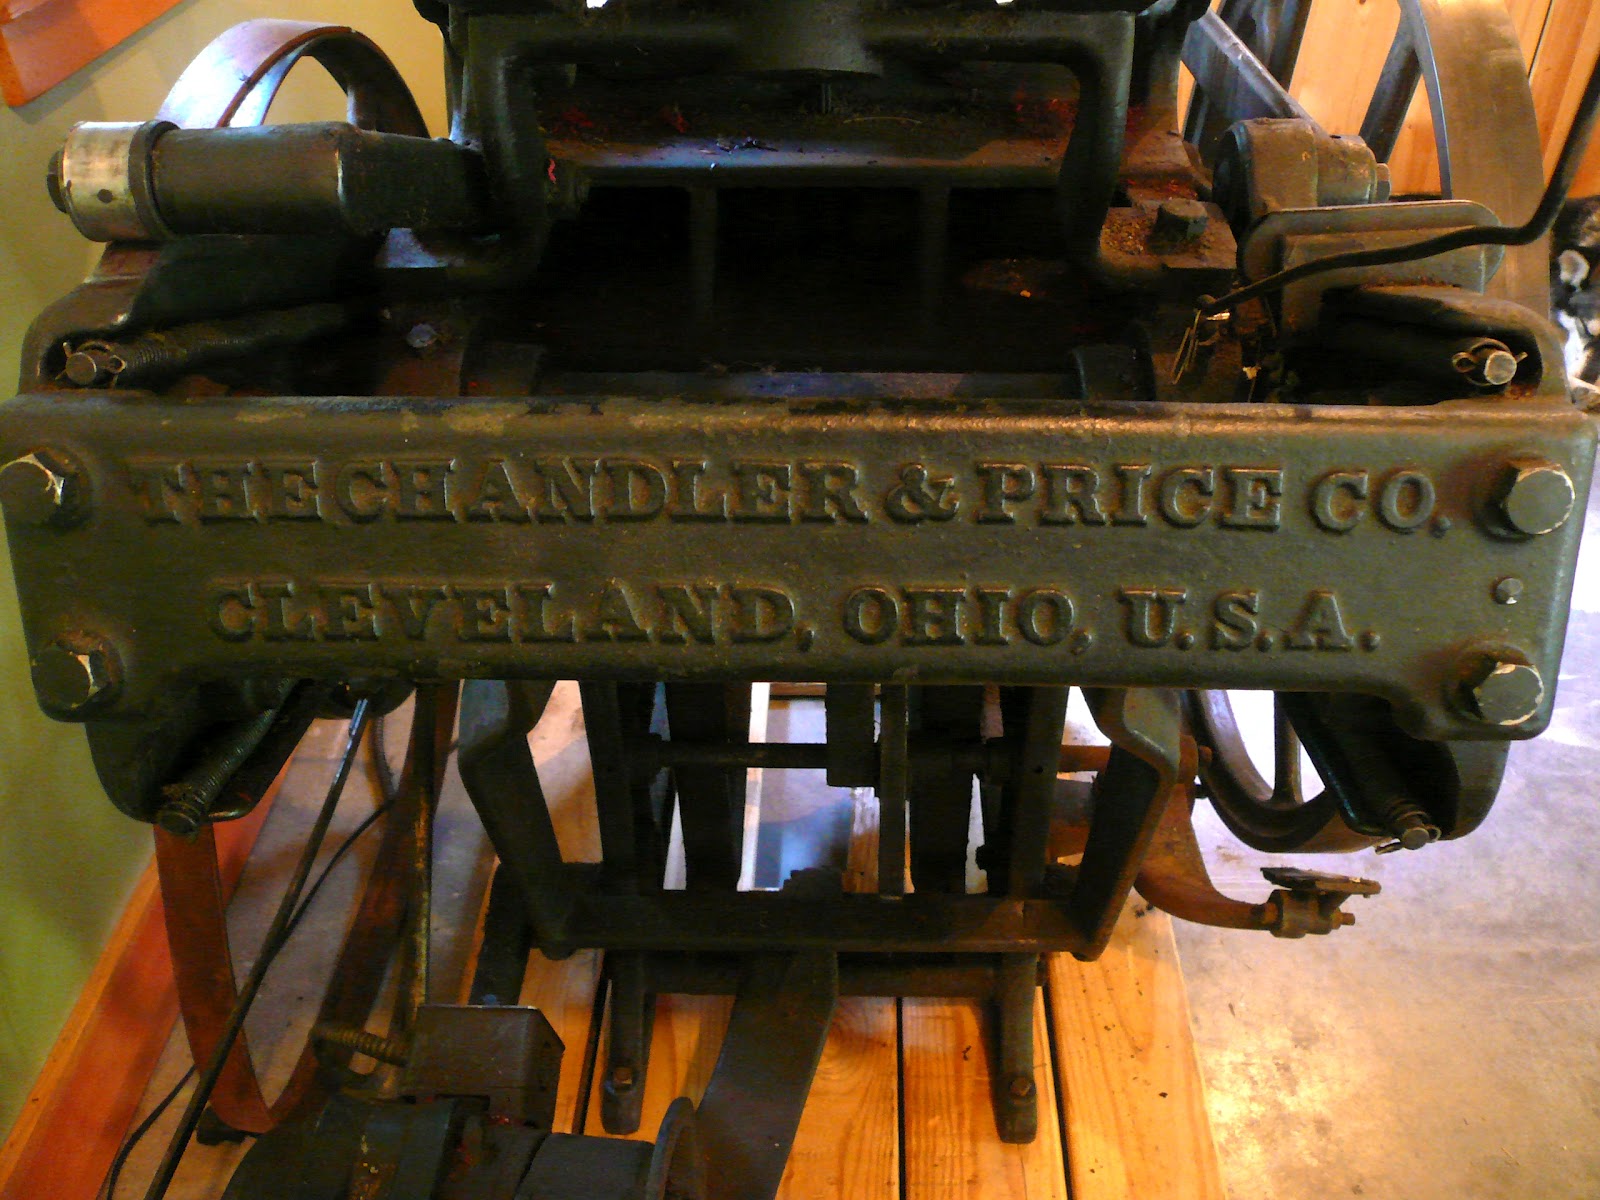 THE CHANDLER & PRICE CO.
CLEVELAND, OHIO, U.S.A.